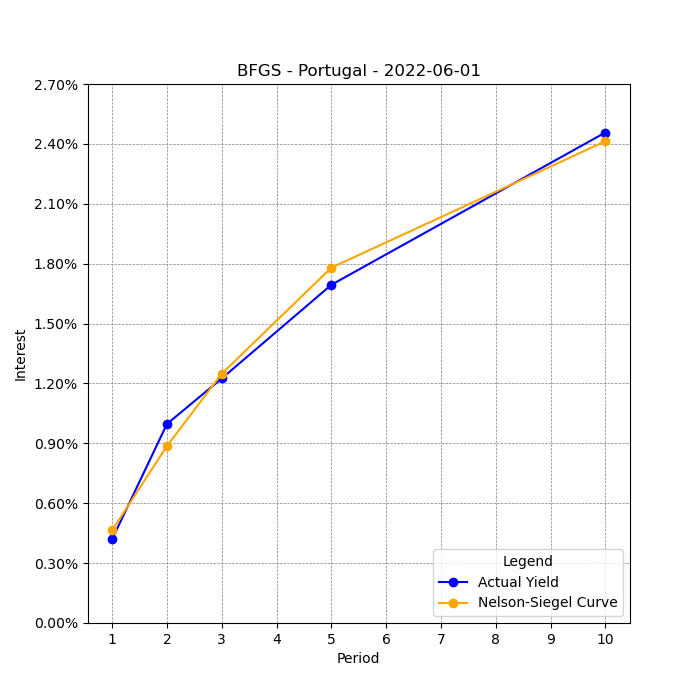 BFGS - Portugal - 2022-06-01
2.70%
2.40%
2.10%
1.80%
1.50%
1.20%
0.90%
0.60%
0.30%
0.00%
Interest
Legend
Actual Yield
Nelson-Siegel Curve
1 2 3 4 5 6 7 8 9 10
Period